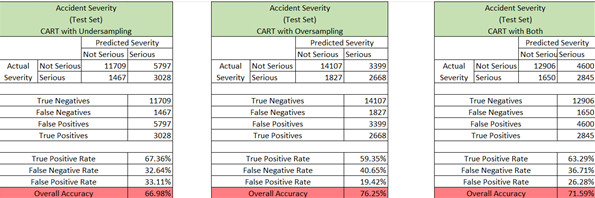 Accident Severity
(Test Set)
CART with Undersampling
Predicted Severity
Not Serious Serious
Actual Not Serious 11709 5797
Severity Serious 1467 3028
True Negatives 11709
False Negatives 1467
False Positives 5797
True Positives 3028
True Positive Rate 67.36%
False Negative Rate 32.64%
False Positive Rate 33.11%
Overall Accuracy 66.98%
Accident Severity
(Test Set)
CART with Oversampling
Predicted Severity
Not Serious Serious
Actual Not Serious 14107 3399
Severity Serious 1827 2668
True Negatives 14107
False Negatives 1827
False Positives 3399
True Positives 2668
True Positive Rate 59.35%
False Negative Rate 40.65%
False Positive Rate 19.42%
Overall Accuracy 76.25%
Accident Severity
(Test Set)
CART with Both
Predicted Severity
Not Seriou Serious
Actual Not Serious 12906 4600
Severity Serious 1650 2845
True Negatives 12906
False Negatives 1650
False Positives 4600
True Positives 2845
True Positive Rate 63.29%
False Negative Rate 36.71%
False Positive Rate 26.28%
Overall Accuracy 71.59%